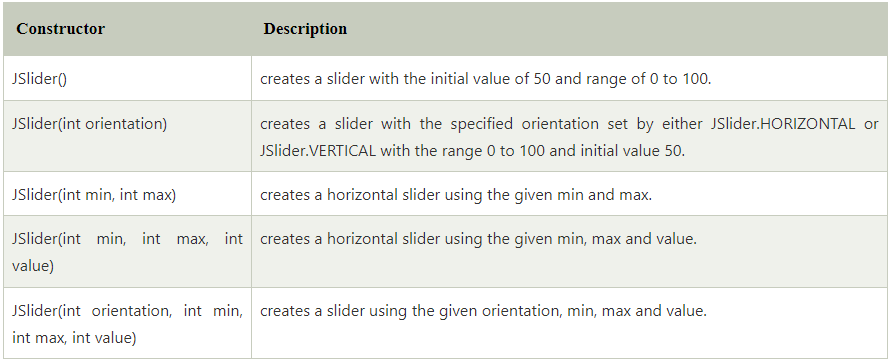 Constructor Description
JSlider() creates a slider with the initial value of 50 and range of 0 to 100.
JSlider(int orientation) creates a slider with the specified orientation set by either JSlider.HORIZONTAL or
JSlider.VERTICAL with the range 0 to 100 and initial value 50.
JSlider(int min, int max) creates a horizontal slider using the given min and max.
JSlider(int min, int max, int creates a horizontal slider using the given min, max and value.
value)
JSlider(int orientation, int min, creates a slider using the given orientation, min, max and value.
int max, int value)